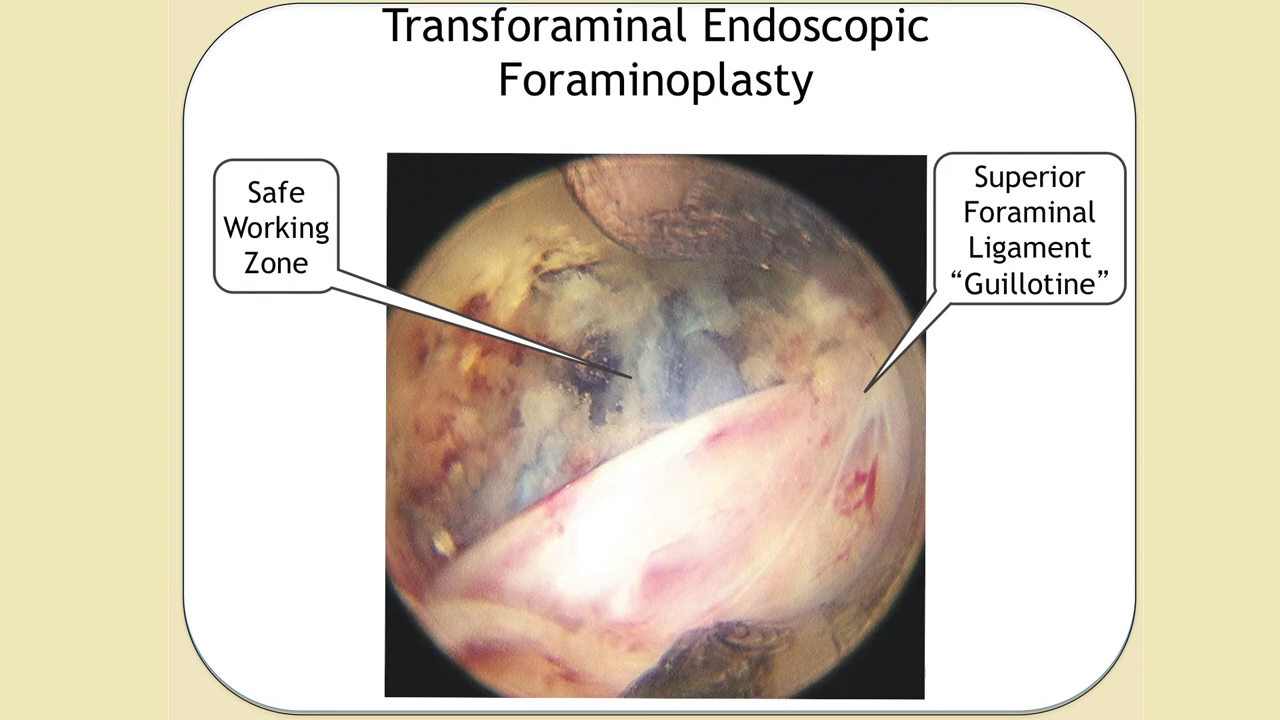 Transforaminal Endoscopic
Foraminoplasty
Safe
Working
Zone
Superior
Foraminal
Ligament
“Guillotine”